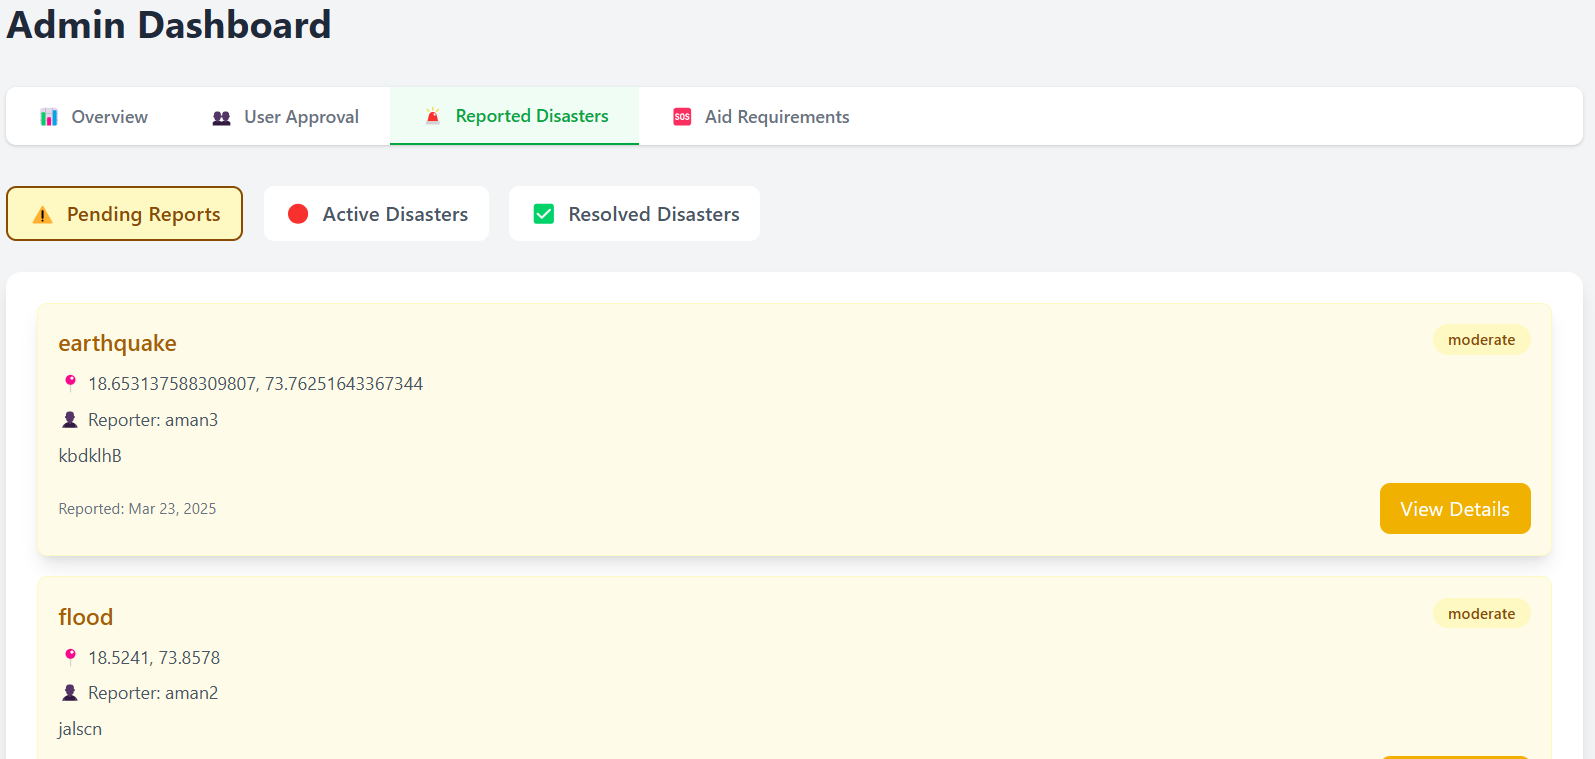 Admin Dashboard
Overview User Approval Reported Disasters SOS Aid Requirements
Pending Reports Active Disasters Resolved Disasters
earthquake moderate
18.653137588309807, 73.76251643367344
Reporter: aman3
kbdklhB
Reported: Mar 23, 2025 View Details
flood moderate
18.5241, 73.8578
Reporter: aman2
jalscn